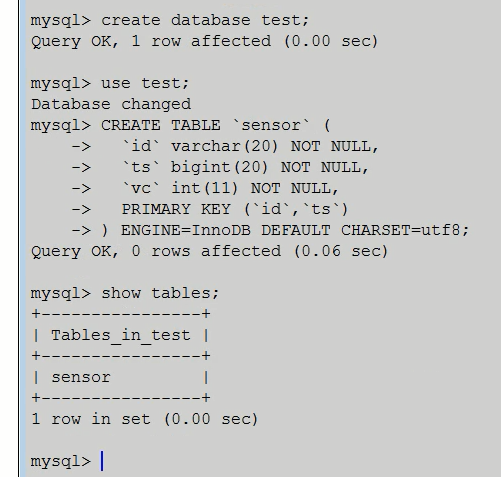 mysql> create database test;
Query OK, 1 row affected (0.00 sec)
mysql> use test;
Database changed
mysql> CREATE TABLE `sensor` (
    ->   `id` varchar(20) NOT NULL,
    ->   `ts` bigint(20) NOT NULL,
    ->   `vc` int(11) NOT NULL,
    ->   PRIMARY KEY (`id`,`ts`)
    -> ) ENGINE=InnoDB DEFAULT CHARSET=utf8;
Query OK, 0 rows affected (0.06 sec)
mysql> show tables;
+----------------+
| Tables_in_test |
+----------------+
| sensor         |
+----------------+
1 row in set (0.00 sec)
mysql>